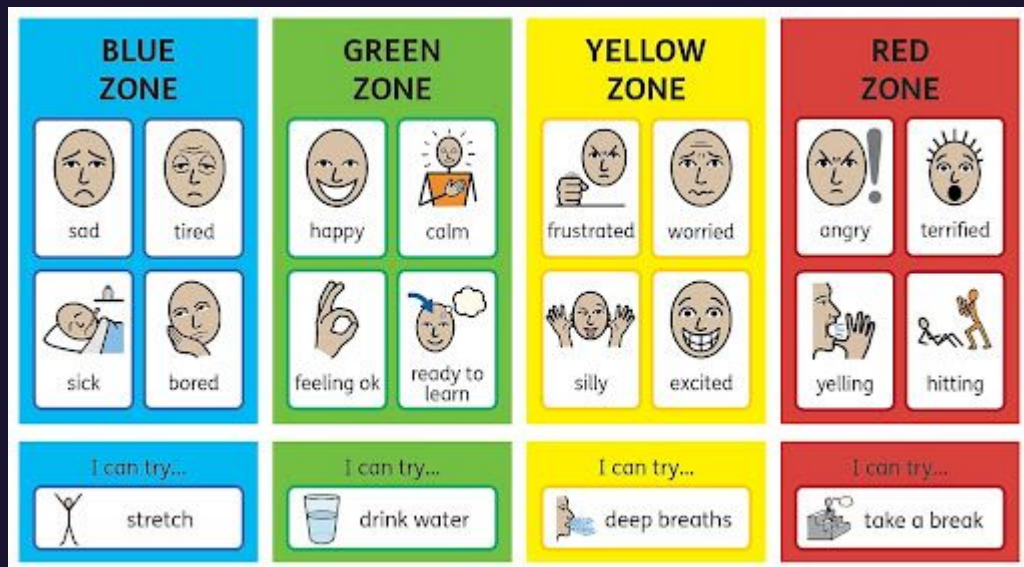 BLUE
ZONE
sad
tired
sick
bored
I can try...
stretch
GREEN
ZONE
happy
calm
feeling ok
ready to
learn
I can try...
drink water
YELLOW
ZONE
frustrated
worried
silly
excited
I can try...
deep breaths
RED
ZONE
angry
terrified
yelling
hitting
I can try...
take a break